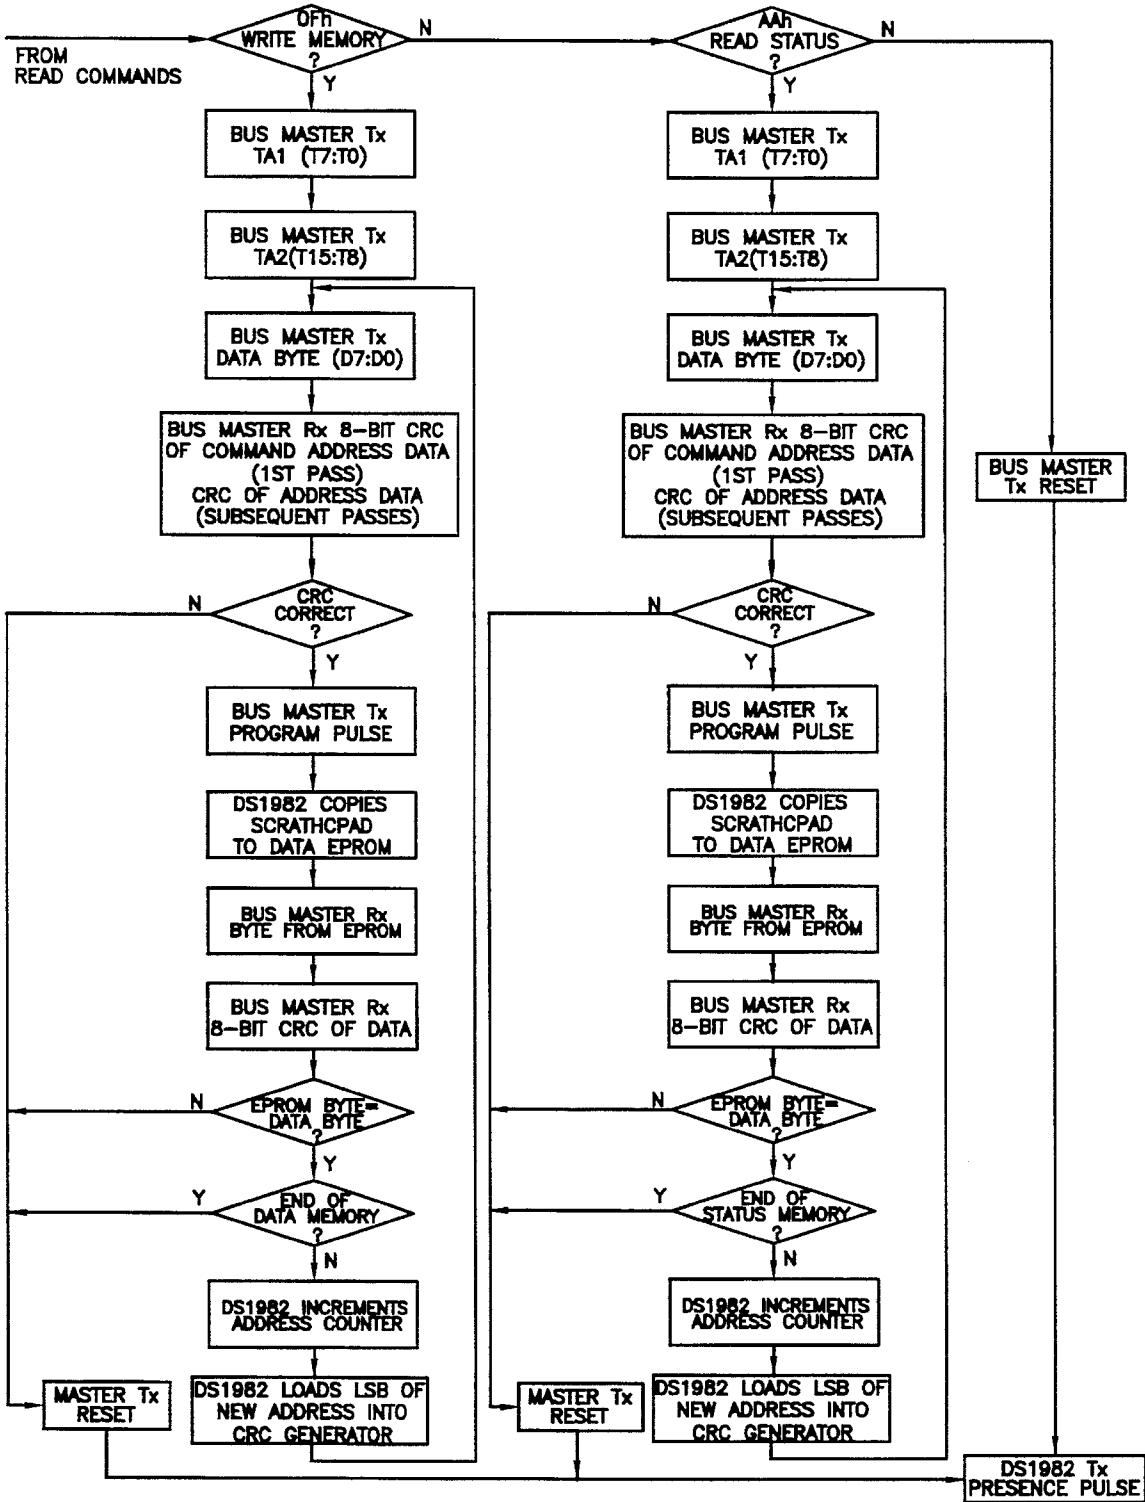 FROM
READ COMMANDS
0Fh
WRITE MEMORY
?
N
Y
BUS MASTER Tx
TA1 (T7:T0)
BUS MASTER Tx
TA2(T15:T8)
BUS MASTER Tx
DATA BYTE (D7:D0)
BUS MASTER Rx 8-BIT CRC
OF COMMAND ADDRESS DATA
(1ST PASS)
CRC OF ADDRESS DATA
(SUBSEQUENT PASSES)
CRC
CORRECT
?
N
Y
BUS MASTER Tx
PROGRAM PULSE
DS1982 COPIES
SCRATHCPAD
TO DATA EPROM
BUS MASTER Rx
BYTE FROM EPROM
BUS MASTER Rx
8-BIT CRC OF DATA
EPROM BYTE=
DATA BYTE
?
N
Y
END OF
DATA MEMORY
?
Y
N
DS1982 INCREMENTS
ADDRESS COUNTER
DS1982 LOADS LSB OF
NEW ADDRESS INTO
CRC GENERATOR
MASTER Tx
RESET
AAh
READ STATUS
?
N
Y
BUS MASTER Tx
TA1 (T7:T0)
BUS MASTER Tx
TA2(T15:T8)
BUS MASTER Tx
DATA BYTE (D7:D0)
BUS MASTER Rx 8-BIT CRC
OF COMMAND ADDRESS DATA
(1ST PASS)
CRC OF ADDRESS DATA
(SUBSEQUENT PASSES)
CRC
CORRECT
?
N
Y
BUS MASTER Tx
PROGRAM PULSE
DS1982 COPIES
SCRATHCPAD
TO DATA EPROM
BUS MASTER Rx
BYTE FROM EPROM
BUS MASTER Rx
8-BIT CRC OF DATA
EPROM BYTE=
DATA BYTE
?
N
Y
END OF
STATUS MEMORY
?
Y
N
DS1982 INCREMENTS
ADDRESS COUNTER
DS1982 LOADS LSB OF
NEW ADDRESS INTO
CRC GENERATOR
MASTER Tx
RESET
BUS MASTER
Tx RESET
DS1982 Tx
PRESENCE PULSE